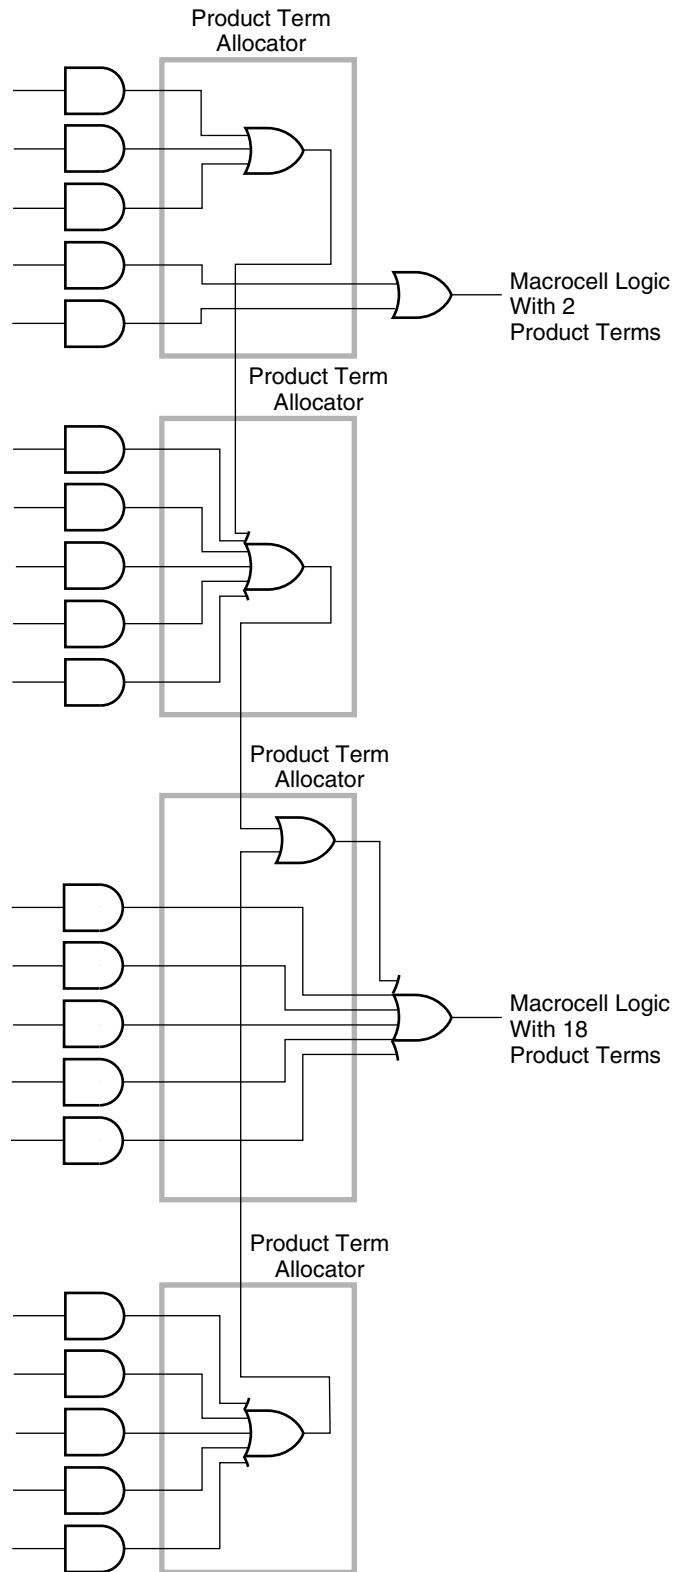 Product Term
Allocator
Macrocell Logic
With 2
Product Terms
Product Term
Allocator
Product Term
Allocator
Macrocell Logic
With 18
Product Terms
Product Term
Allocator